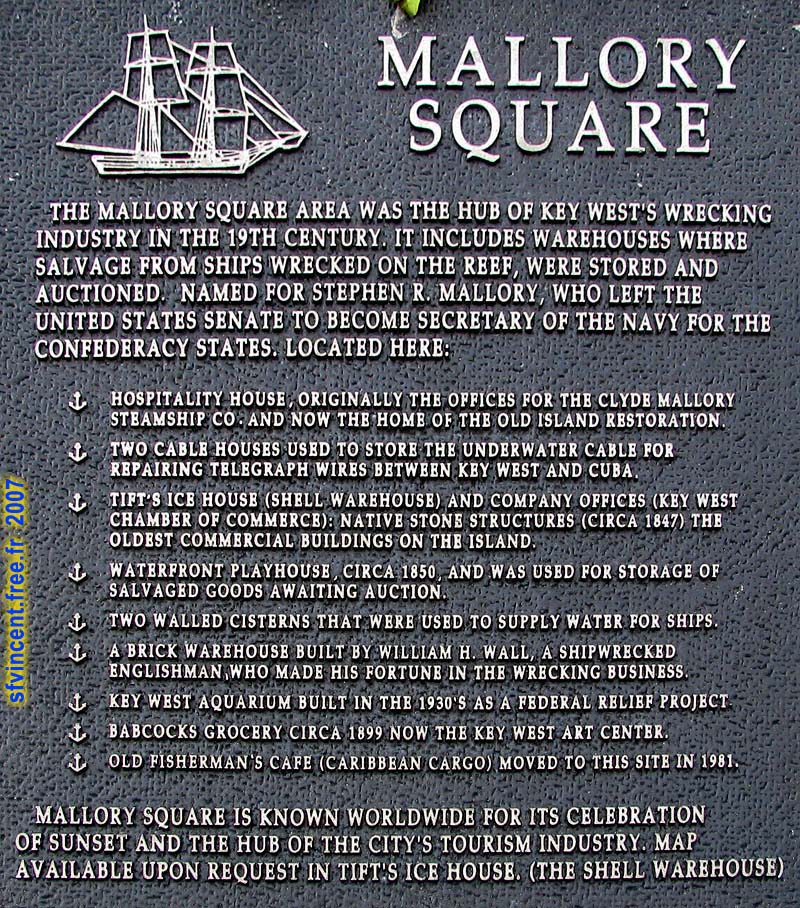 MALLORY
SQUARE
THE MALLORY SQUARE AREA WAS THE HUB OF KEY WEST'S WRECKING
INDUSTRY IN THE 19TH CENTURY. IT INCLUDES WAREHOUSES WHERE
SALVAGE FROM SHIPS WRECKED ON THE REEF, WERE STORED AND
AUCTIONED. NAMED FOR STEPHEN R. MALLORY, WHO LEFT THE
UNITED STATES SENATE TO BECOME SECRETARY OF THE NAVY FOR THE
CONFEDERACY STATES. LOCATED HERE:
HOSPITALITY HOUSE, ORIGINALLY THE OFFICES FOR THE CLYDE MALLORY
STEAMSHIP CO. AND NOW THE HOME OF THE OLD ISLAND RESTORATION.
TWO CABLE HOUSES USED TO STORE THE UNDERWATER CABLE FOR
REPAIRING TELEGRAPH WIRES BETWEEN KEY WEST AND CUBA.
TIFT'S ICE HOUSE (SHELL WAREHOUSE) AND COMPANY OFFICES (KEY WEST
CHAMBER OF COMMERCE): NATIVE STONE STRUCTURES (CIRCA 1847) THE
OLDEST COMMERCIAL BUILDINGS ON THE ISLAND.
WATERFRONT PLAYHOUSE, CIRCA 1850, AND WAS USED FOR STORAGE OF
SALVAGED GOODS AWAITING AUCTION.
TWO WALLED CISTERNS THAT WERE USED TO SUPPLY WATER FOR SHIPS.
A BRICK WAREHOUSE BUILT BY WILLIAM H. WALL, A SHIPWRECKED
ENGLISHMAN, WHO MADE HIS FORTUNE IN THE WRECKING BUSINESS.
KEY WEST AQUARIUM BUILT IN THE 1930'S AS A FEDERAL RELIEF PROJECT.
BABCOCKS GROCERY CIRCA 1899 NOW THE KEY WEST ART CENTER.
OLD FISHERMAN'S CAFE (CARIBBEAN CARGO) MOVED TO THIS SITE IN 1981.
MALLORY SQUARE IS KNOWN WORLDWIDE FOR ITS CELEBRATION
OF SUNSET AND THE HUB OF THE CITY'S TOURISM INDUSTRY. MAP
AVAILABLE UPON REQUEST IN TIFT'S ICE HOUSE. (THE SHELL WAREHOUSE)
sfvincent.free.fr 2007